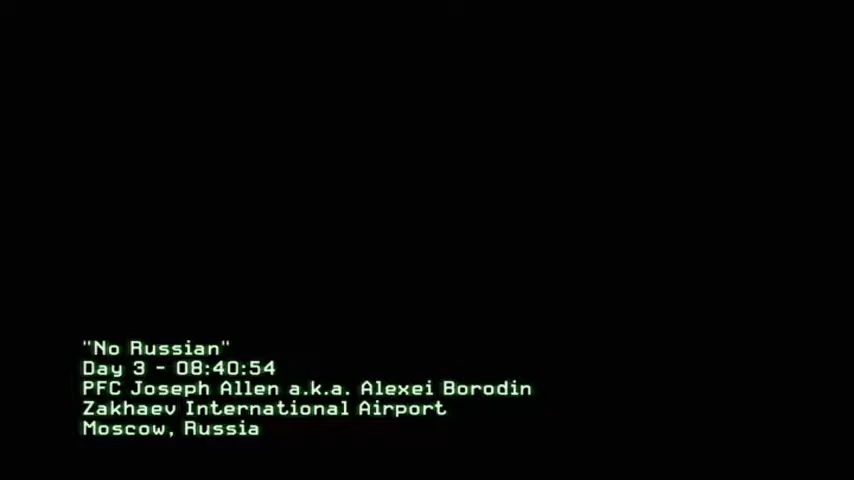 "No Russian"
Day 3 - 08:40:54
PFC Joseph Allen a.k.a. Alexei Borodin
Zakhaev International Airport
Moscow, Russia